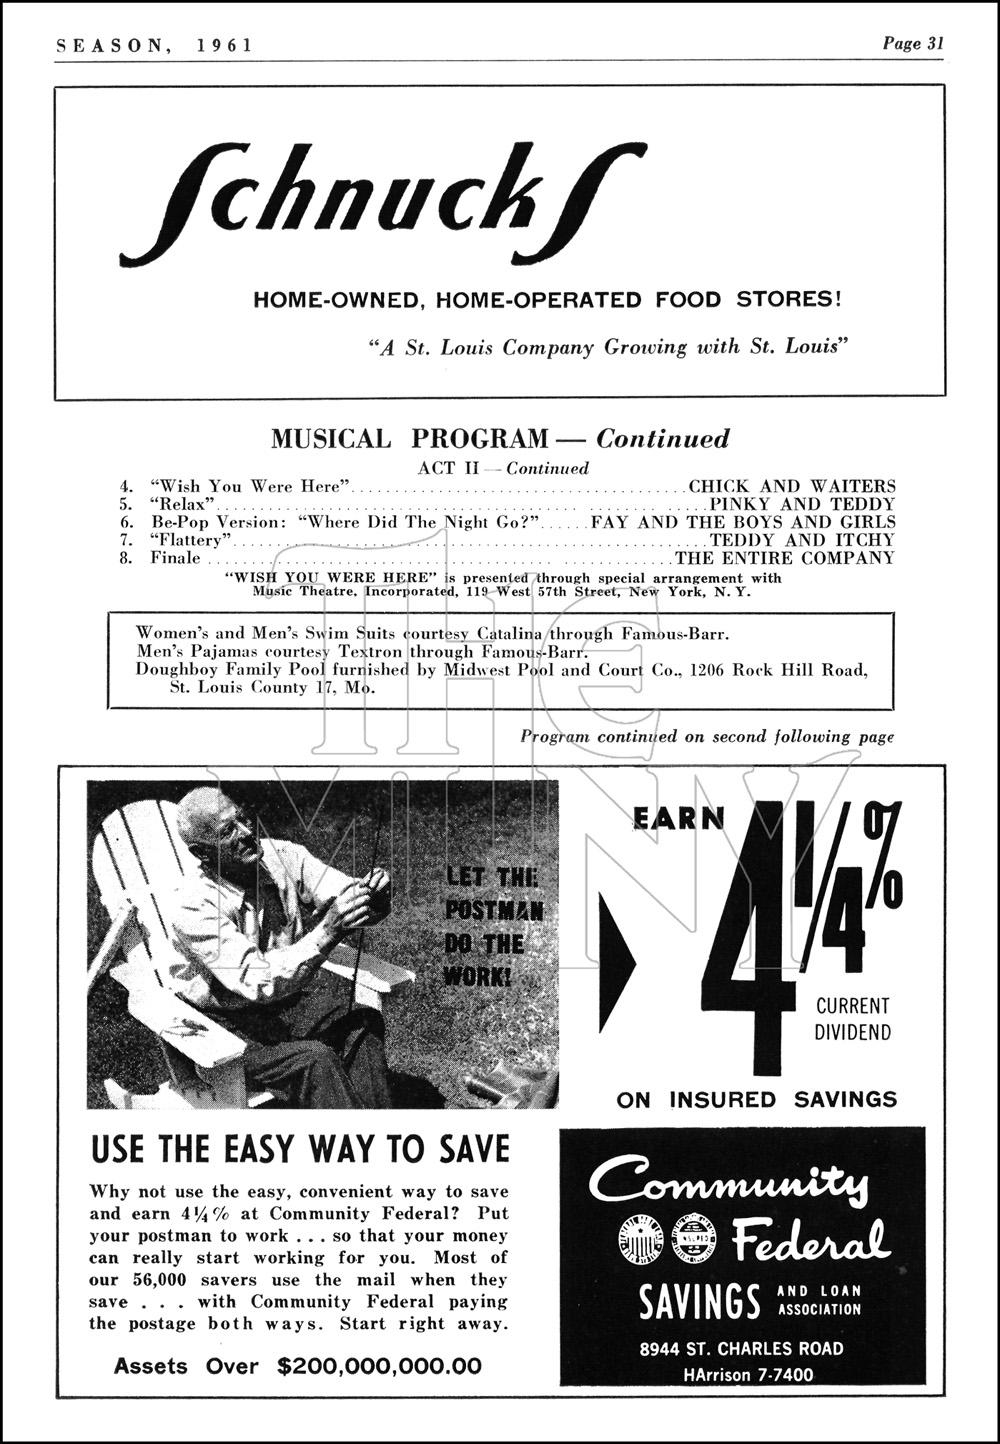 SEASON, 1961
Page 31
Schnucks
HOME-OWNED, HOME-OPERATED FOOD STORES!
“A St. Louis Company Growing with St. Louis”
MUSICAL PROGRAM — Continued
ACT II — Continued
4. “Wish You Were Here”......................................CHICK AND WAITERS
5. “Relax”......................................................PINKY AND TEDDY
6. Be-Pop Version: “Where Did The Night Go?”......FAY AND THE BOYS AND GIRLS
7. “Flattery”.....................................................TEDDY AND ITCHY
8. Finale ....................................................THE ENTIRE COMPANY
“WISH YOU WERE HERE” is presented through special arrangement with
Music Theatre, Incorporated, 119 West 57th Street, New York, N. Y.
Women’s and Men’s Swim Suits courtesy Catalina through Famous-Barr.
Men’s Pajamas courtesy Textron through Famous-Barr.
Doughboy Family Pool furnished by Midwest Pool and Court Co., 1206 Rock Hill Road,
St. Louis County 17, Mo.
Program continued on second following page
THE
MUNY
LET THE
POSTMAN
DO THE
WORK!
EARN 4 1/4%
CURRENT
DIVIDEND
ON INSURED SAVINGS
USE THE EASY WAY TO SAVE
Why not use the easy, convenient way to save
and earn 4¼% at Community Federal? Put
your postman to work . . . so that your money
can really start working for you. Most of
our 56,000 savers use the mail when they
save . . . with Community Federal paying
the postage both ways. Start right away.
Assets Over $200,000,000.00
Community
Federal
SAVINGS AND LOAN
ASSOCIATION
8944 ST. CHARLES ROAD
HArrison 7-7400